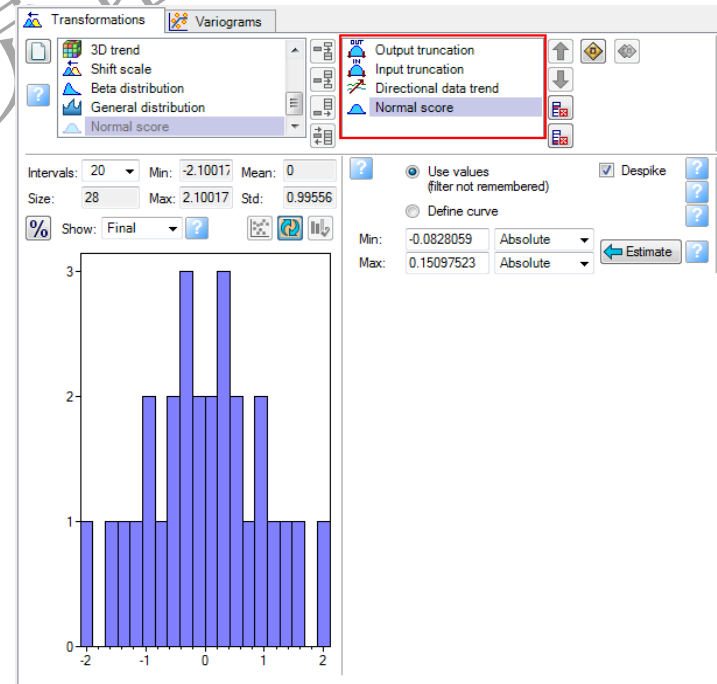 Transformations Variograms
3D trend
Shift scale
Beta distribution
General distribution
Normal score
OUT
Output truncation
IN
Input truncation
Directional data trend
Normal score
Intervals: 20 Min: -2.10017 Mean: 0
Size: 28 Max: 2.10017 Std: 0.99556
% Show: Final ?
? Use values
(filter not remembered)
Despike ?
?
Define curve ?
Min: -0.0828059 Absolute
Max: 0.15097523 Absolute
Estimate ?
?
3
2
1
0
-2 -1 0 1 2